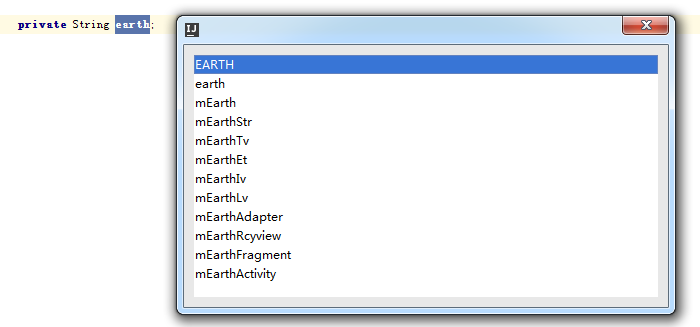 private String earth;
IJ
EARTH
earth
mEarth
mEarthStr
mEarthTv
mEarthEt
mEarthIv
mEarthLv
mEarthAdapter
mEarthRcyview
mEarthFragment
mEarthActivity